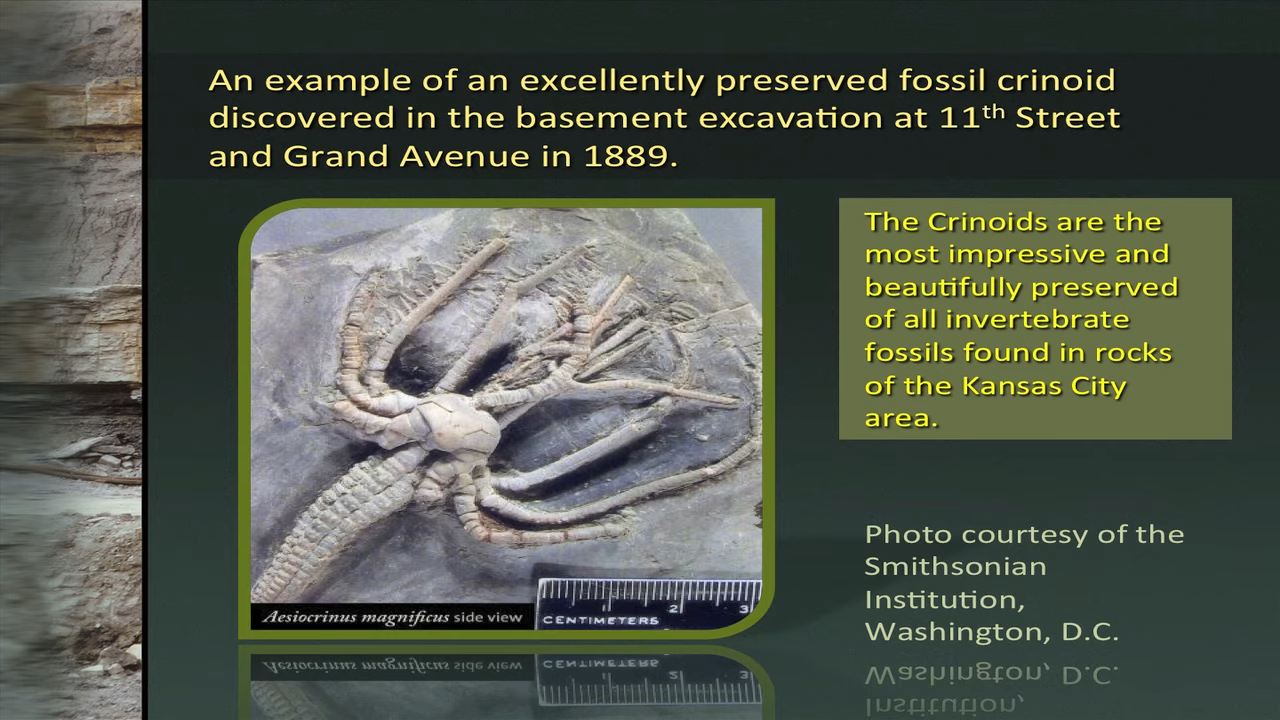 An example of an excellently preserved fossil crinoid
discovered in the basement excavation at 11th Street
and Grand Avenue in 1889.
The Crinoids are the
most impressive and
beautifully preserved
of all invertebrate
fossils found in rocks
of the Kansas City
area.
Aesiocrinus magnificus side view
1 2 3
CENTIMETERS
Photo courtesy of the
Smithsonian
Institution,
Washington, D.C.